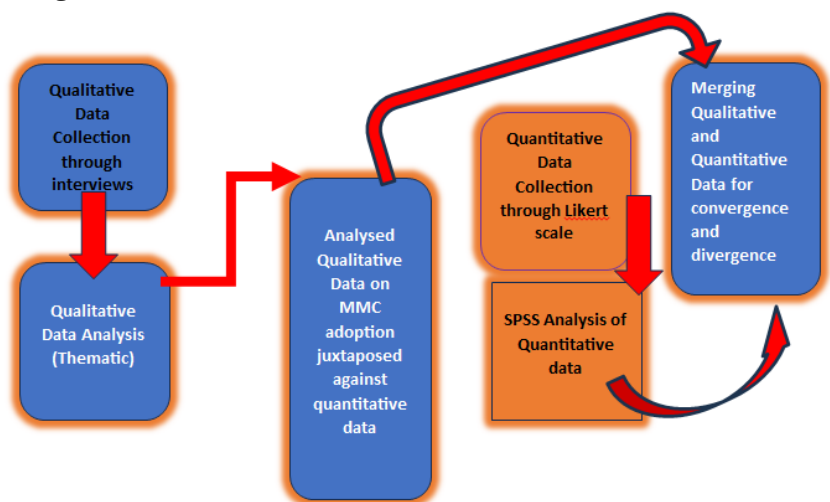 Qualitative
Data
Collection
through
interviews
Qualitative
Data Analysis
(Thematic)
Analysed
Qualitative
Data on
MMC
adoption
juxtaposed
against
quantitative
data
Quantitative
Data
Collection
through Likert
scale
SPSS Analysis of
Quantitative
data
Merging
Qualitative
and
Quantitative
Data for
convergence
and
divergence